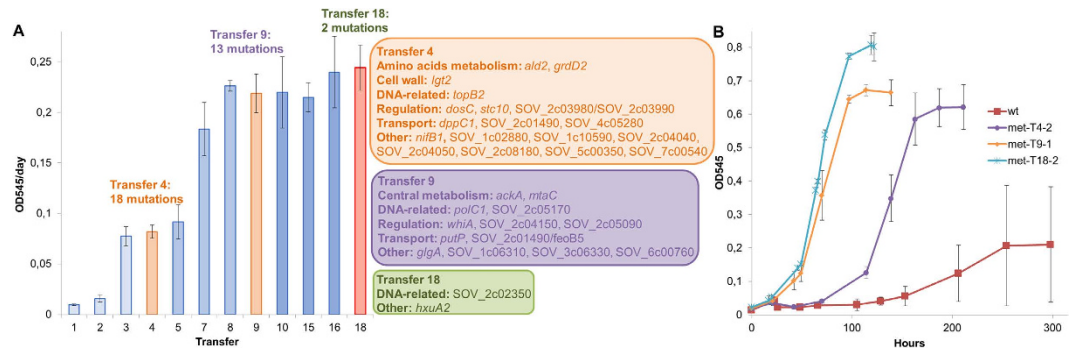 A
Transfer 18:
2 mutations
Transfer 9:
13 mutations
Transfer 4:
18 mutations
OD545/day
0,25
0,2
0,15
0,1
0,05
0
1 2 3 4 5 7 8 9 10 15 16 18
Transfer
Transfer 4
Amino acids metabolism: ald2, grdD2
Cell wall: lgt2
DNA-related: topB2
Regulation: dosC, stc10, SOV_2c03980/SOV_2c03990
Transport: dppC1, SOV_2c01490, SOV_4c05280
Other: nifB1, SOV_1c02880, SOV_1c10590, SOV_2c04040,
SOV_2c04050, SOV_2c08180, SOV_5c00350, SOV_7c00540
Transfer 9
Central metabolism: ackA, mtaC
DNA-related: polC1, SOV_2c05170
Regulation: whiA, SOV_2c04150, SOV_2c05090
Transport: putP, SOV_2c01490/feoB5
Other: glgA, SOV_1c06310, SOV_3c06330, SOV_6c00760
Transfer 18
DNA-related: SOV_2c02350
Other: hxuA2
B
OD545
0,8
0,7
0,6
0,5
0,4
0,3
0,2
0,1
0
0 100 200 300
Hours
wt
met-T4-2
met-T9-1
met-T18-2